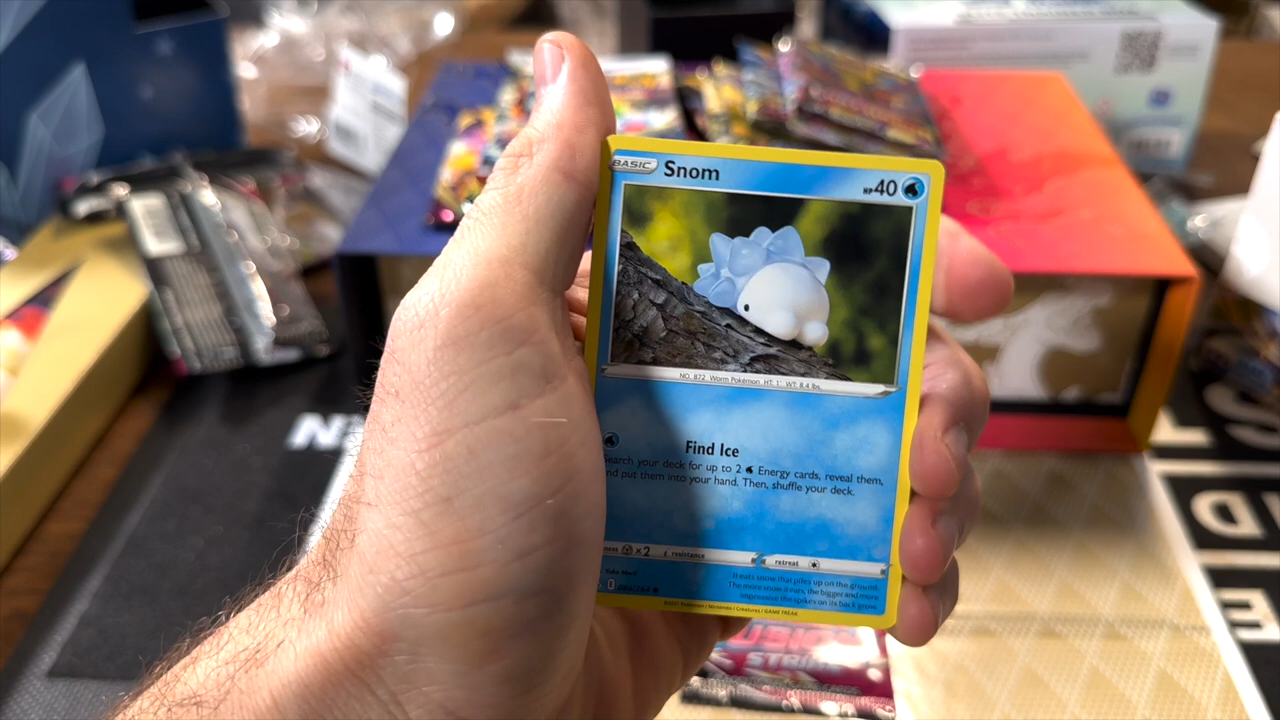 BASIC Snom HP 40
NO. 872 Worm Pokémon HT: 1' WT: 8.4 lbs.
Find Ice
Search your deck for up to 2 Energy cards, reveal them,
and put them into your hand. Then, shuffle your deck.
×2 resistance
retreat
It eats snow that piles up on the ground.
The more snow it eats, the bigger and more
impressive the spikes on its back grow.
©2021 Pokémon / Nintendo / Creatures / GAME FREAK
STRIKE